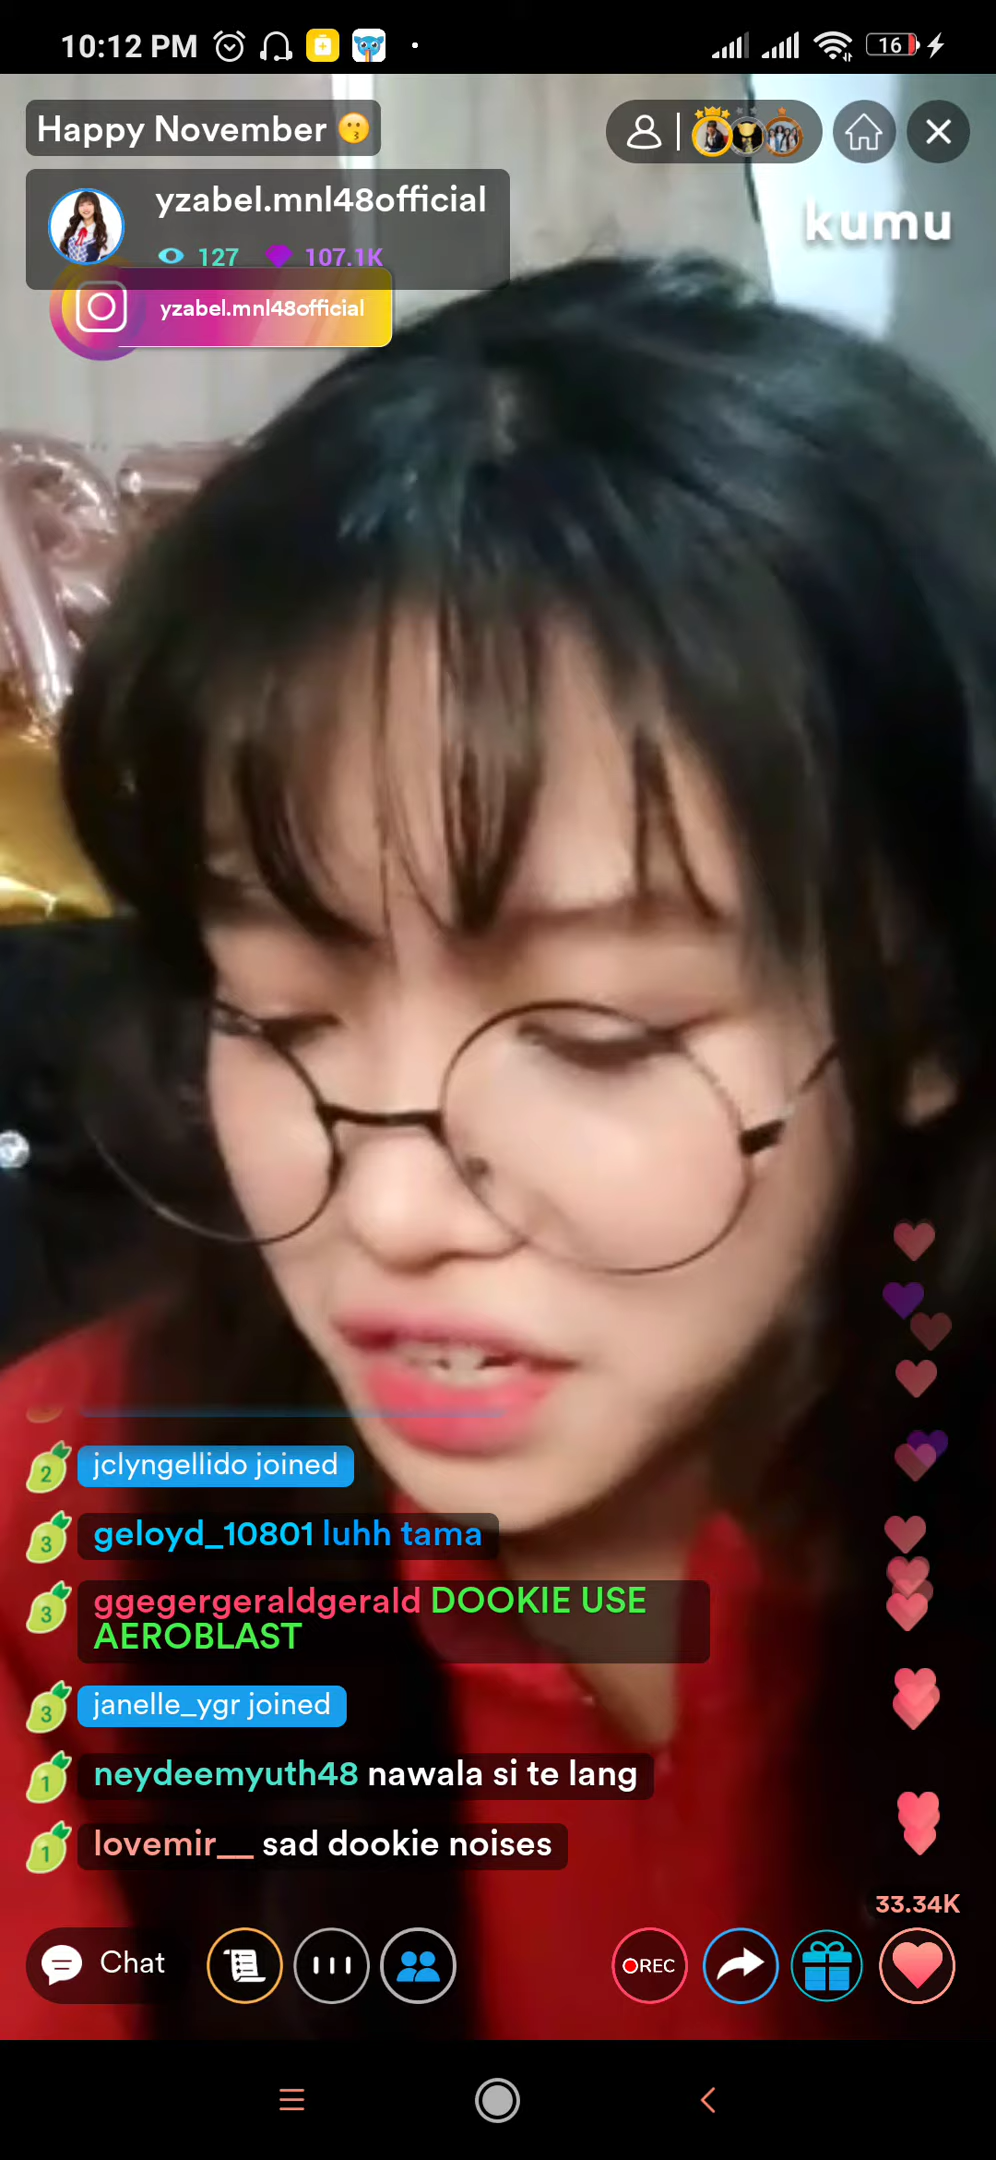 10:12 PM
16
Happy November 😗
yzabel.mnl48official
127 107.1K
kumu
yzabel.mnl48official
2 jclyngellido joined
3 geloyd_10801 luhh tama
3 ggegergeraldgerald DOOKIE USE
AEROBLAST
3 janelle_ygr joined
1 neydeemyuth48 nawala si te lang
1 lovemir__ sad dookie noises
33.34K
Chat
REC